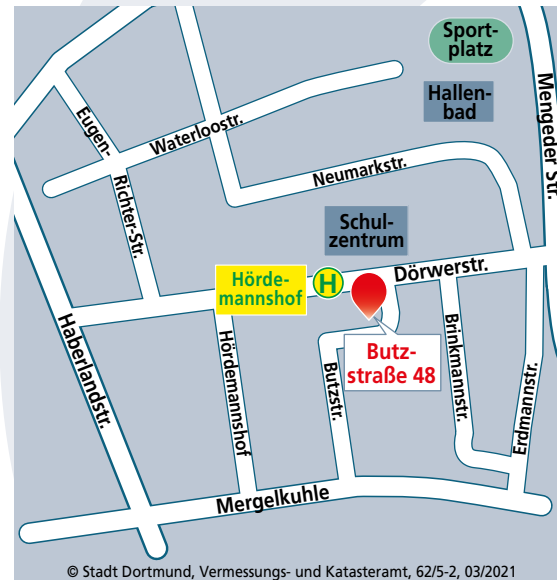 Sport-
platz
Hallen-
bad
Mengeder Str.
Eugen-
Richter-Str.
Waterloostr.
Neumarkstr.
Schul-
zentrum
Hörde-
mannshof
H
Dörwerstr.
Haberlandstr.
Hördemannshof
Butzstr.
Butz-
straße 48
Brinkmannstr.
Erdmannstr.
Mergelkuhle
© Stadt Dortmund, Vermessungs- und Katasteramt, 62/5-2, 03/2021